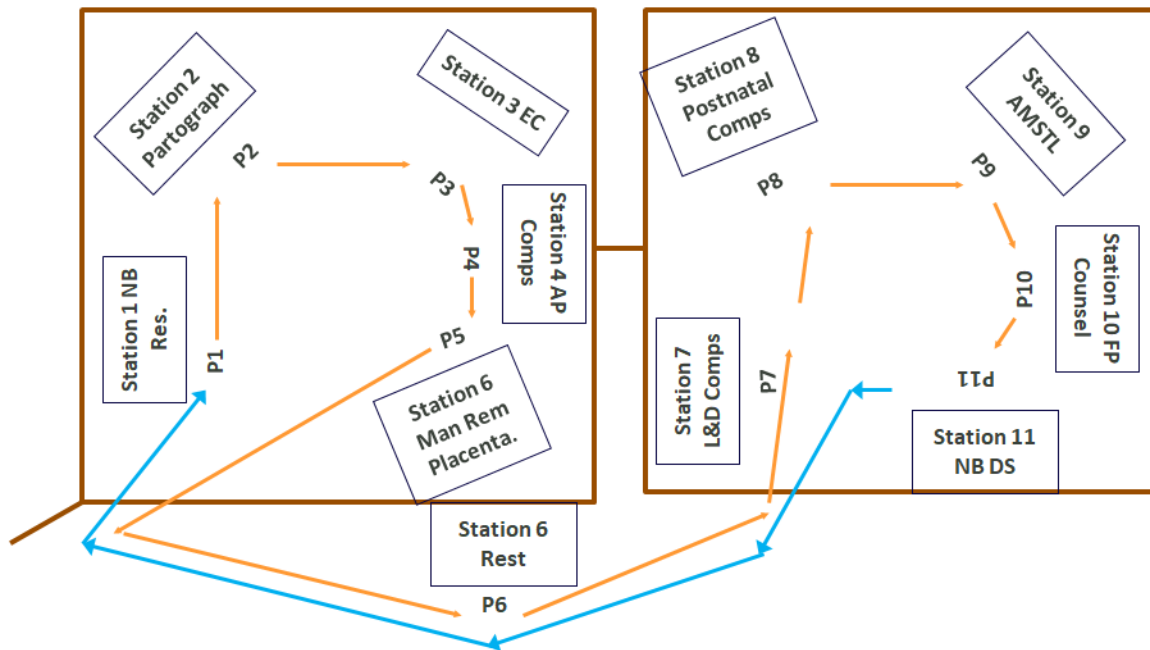 Station 1 NB
Res.
P1
Station 2
Partograph
P2
Station 3 EC
P3
Station 4 AP
Comps
P4
P5
Station 6
Man Rem
Placenta.
Station 6
Rest
P6
Station 7
L&D Comps
P7
Station 8
Postnatal
Comps
P8
Station 9
AMSTL
P9
Station 10 FP
Counsel
P10
P11
Station 11
NB DS